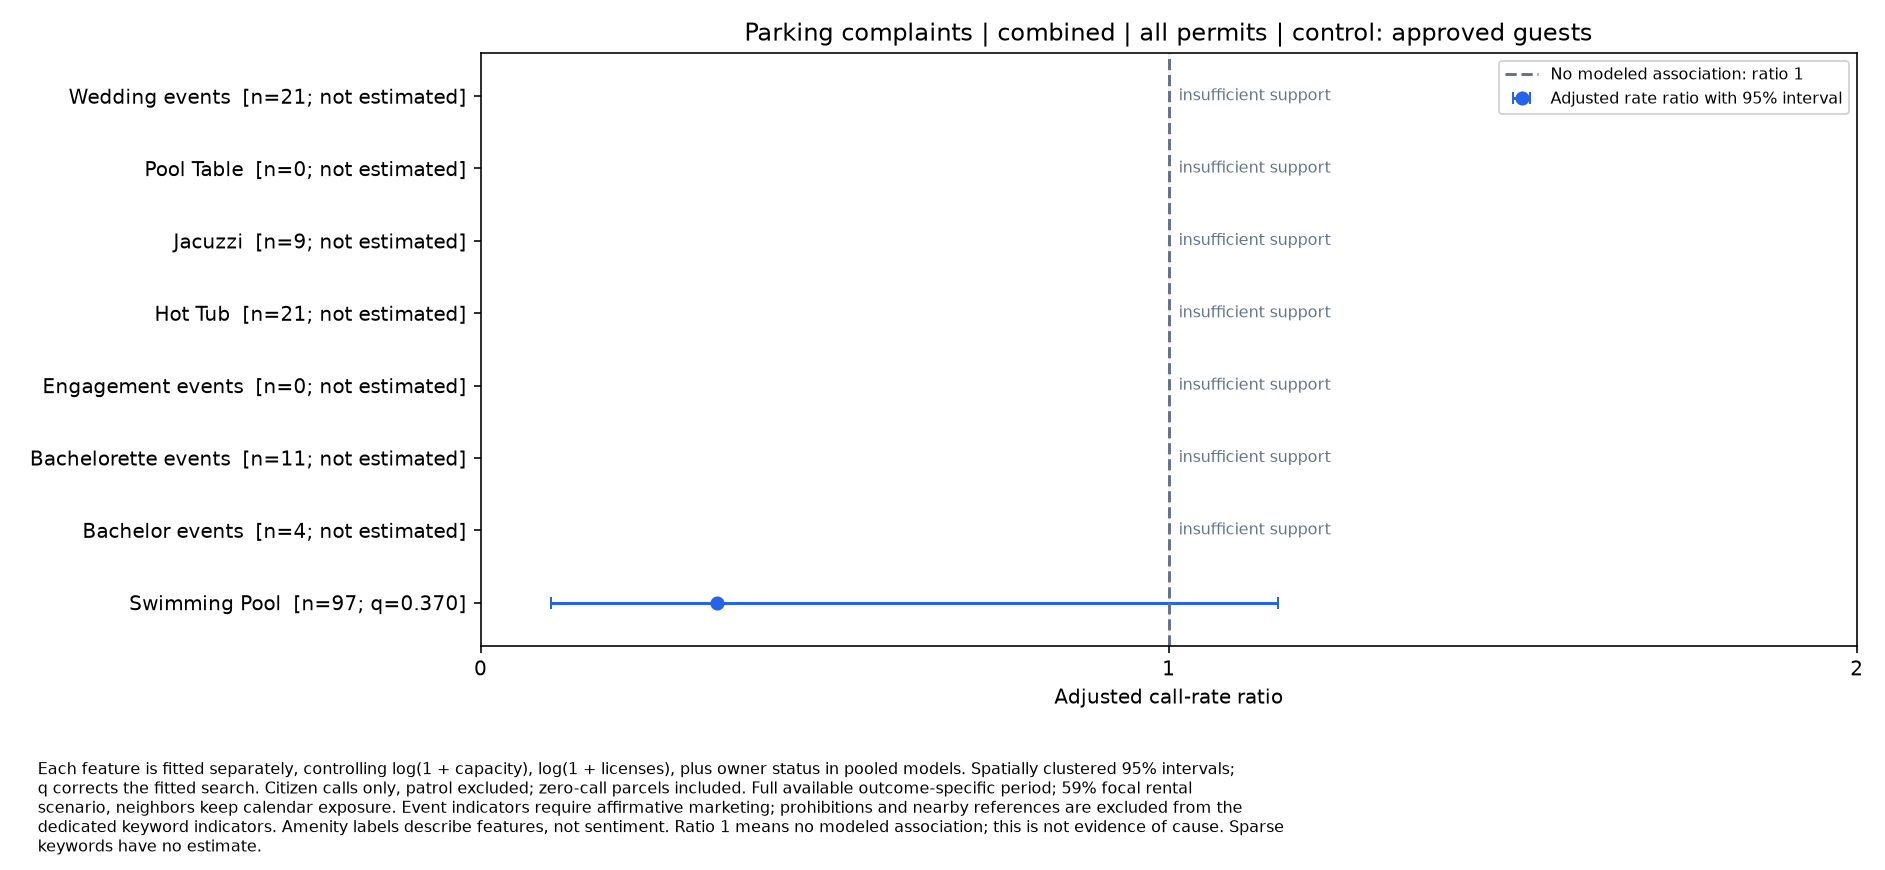 Parking complaints | combined | all permits | control: approved guests
No modeled association: ratio 1
Adjusted rate ratio with 95% interval
Wedding events [n=21; not estimated] insufficient support
Pool Table [n=0; not estimated] insufficient support
Jacuzzi [n=9; not estimated] insufficient support
Hot Tub [n=21; not estimated] insufficient support
Engagement events [n=0; not estimated] insufficient support
Bachelorette events [n=11; not estimated] insufficient support
Bachelor events [n=4; not estimated] insufficient support
Swimming Pool [n=97; q=0.370]
0 1 2
Adjusted call-rate ratio
Each feature is fitted separately, controlling log(1 + capacity), log(1 + licenses), plus owner status in pooled models. Spatially clustered 95% intervals;
q corrects the fitted search. Citizen calls only, patrol excluded; zero-call parcels included. Full available outcome-specific period; 59% focal rental
scenario, neighbors keep calendar exposure. Event indicators require affirmative marketing; prohibitions and nearby references are excluded from the
dedicated keyword indicators. Amenity labels describe features, not sentiment. Ratio 1 means no modeled association; this is not evidence of cause. Sparse
keywords have no estimate.